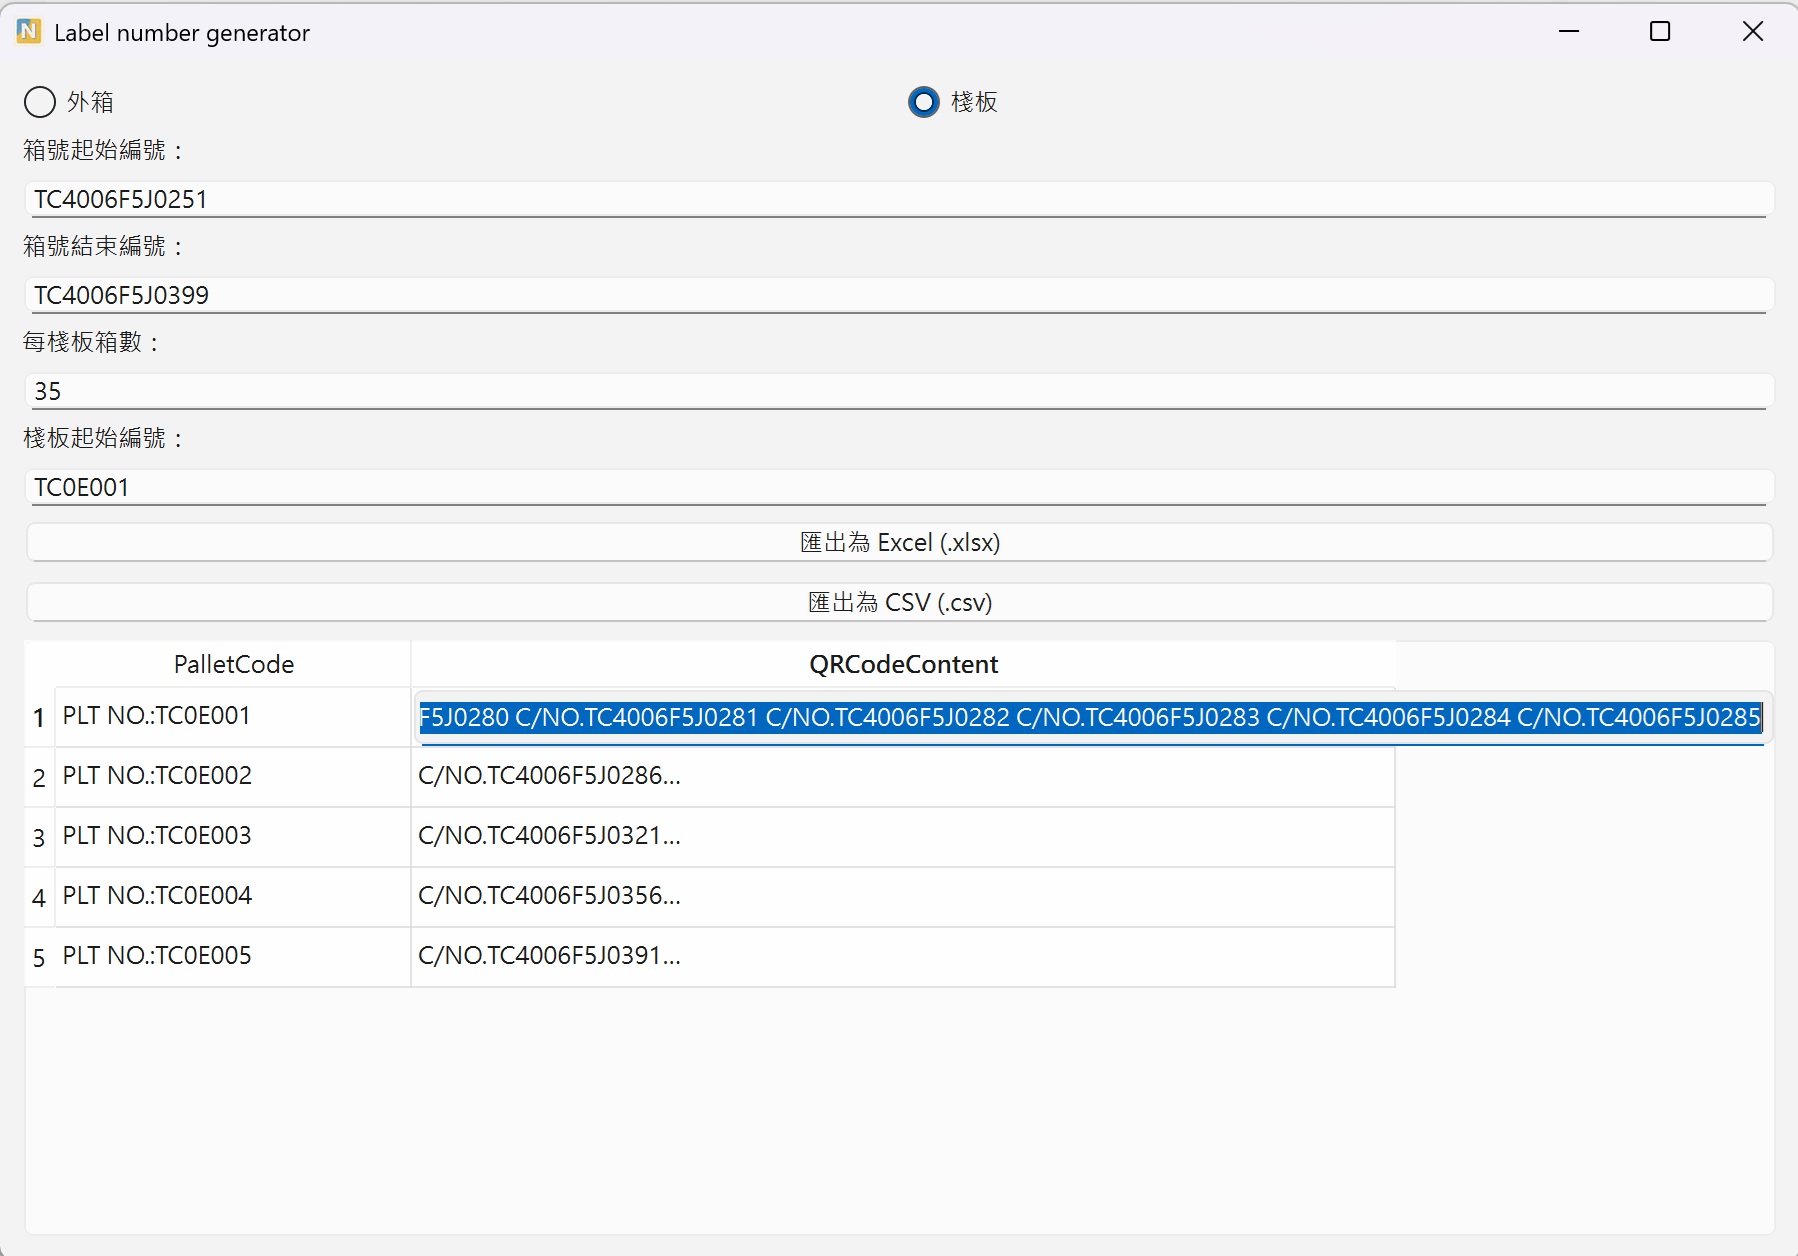 N Label number generator
外箱 棧板
箱號起始編號：
TC4006F5J0251
箱號結束編號：
TC4006F5J0399
每棧板箱數：
35
棧板起始編號：
TC0E001
匯出為 Excel (.xlsx)
匯出為 CSV (.csv)
PalletCode QRCodeContent
1 PLT NO.:TC0E001 F5J0280 C/NO.TC4006F5J0281 C/NO.TC4006F5J0282 C/NO.TC4006F5J0283 C/NO.TC4006F5J0284 C/NO.TC4006F5J0285
2 PLT NO.:TC0E002 C/NO.TC4006F5J0286...
3 PLT NO.:TC0E003 C/NO.TC4006F5J0321...
4 PLT NO.:TC0E004 C/NO.TC4006F5J0356...
5 PLT NO.:TC0E005 C/NO.TC4006F5J0391...